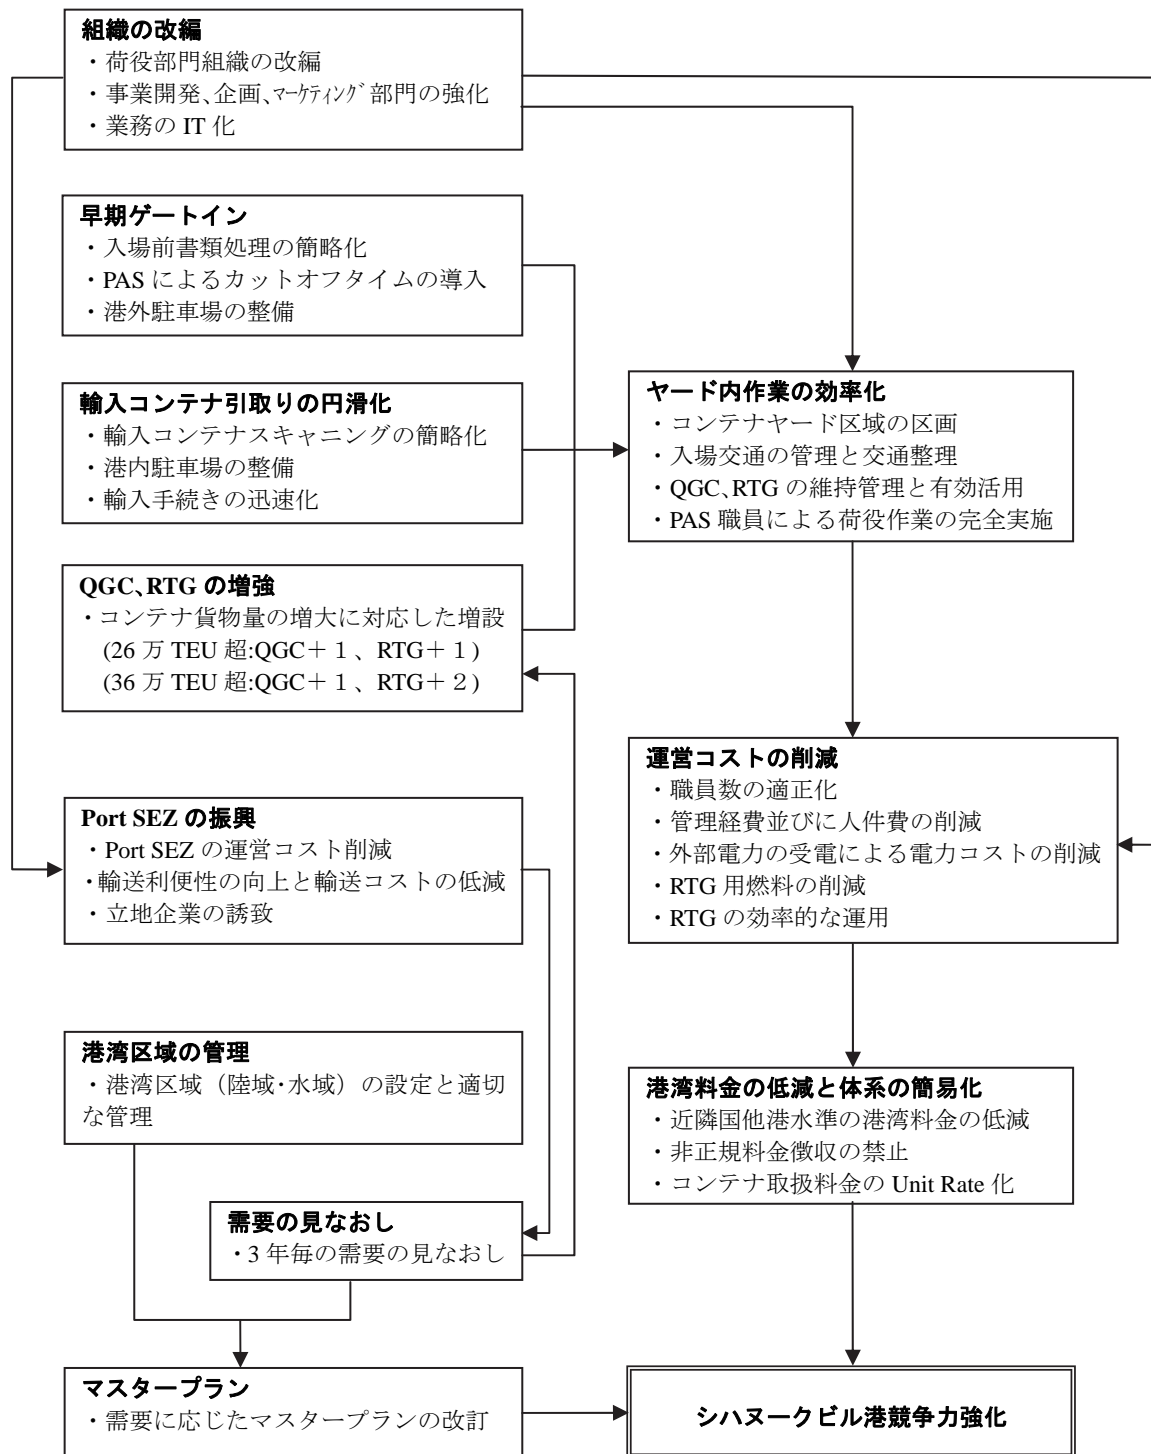 組織の改編
・荷役部門組織の改編
・事業開発、企画、マーケティング部門の強化
・業務の IT 化
早期ゲートイン
・入場前書類処理の簡略化
・PAS によるカットオフタイムの導入
・港外駐車場の整備
輸入コンテナ引取りの円滑化
・輸入コンテナスキャニングの簡略化
・港内駐車場の整備
・輸入手続きの迅速化
ヤード内作業の効率化
・コンテナヤード区域の区画
・入場交通の管理と交通整理
・QGC、RTG の維持管理と有効活用
・PAS 職員による荷役作業の完全実施
QGC、RTG の増強
・コンテナ貨物量の増大に対応した増設
(26 万 TEU 超:QGC＋１、RTG＋１)
(36 万 TEU 超:QGC＋１、RTG＋２)
運営コストの削減
・職員数の適正化
・管理経費並びに人件費の削減
・外部電力の受電による電力コストの削減
・RTG 用燃料の削減
・RTG の効率的な運用
Port SEZ の振興
・Port SEZ の運営コスト削減
・輸送利便性の向上と輸送コストの低減
・立地企業の誘致
港湾区域の管理
・港湾区域（陸域･水域）の設定と適切
な管理
港湾料金の低減と体系の簡易化
・近隣国他港水準の港湾料金の低減
・非正規料金徴収の禁止
・コンテナ取扱料金の Unit Rate 化
需要の見なおし
・3 年毎の需要の見なおし
マスタープラン
・需要に応じたマスタープランの改訂
シハヌークビル港競争力強化